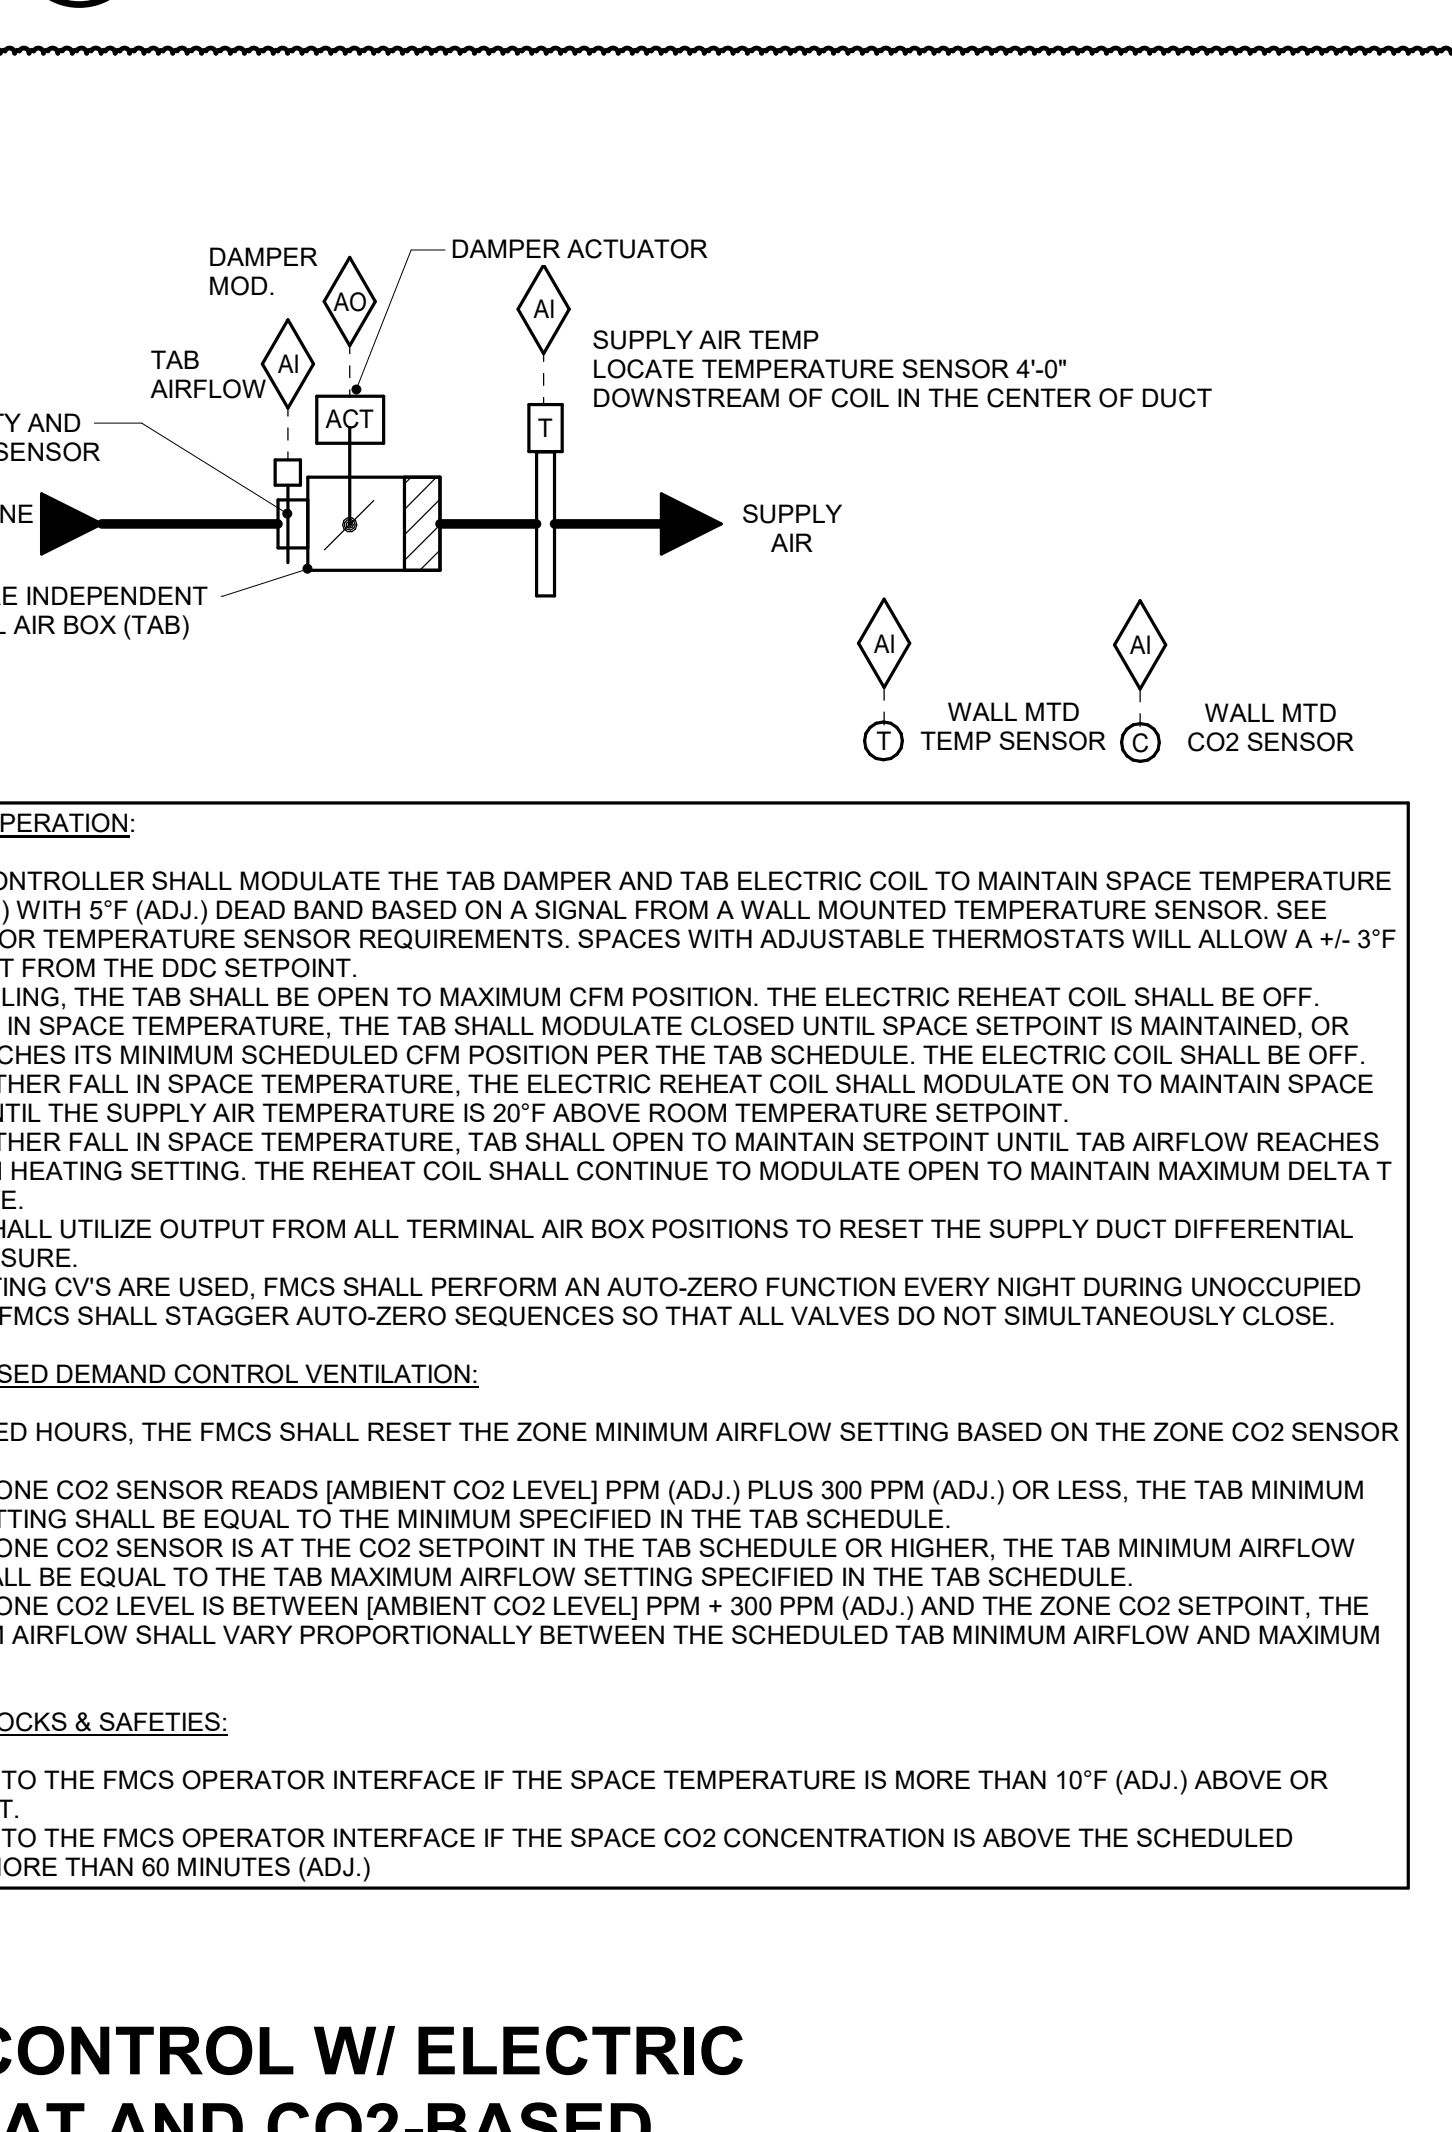 DAMPER
MOD.
AO
DAMPER ACTUATOR
AI
TAB
AIRFLOW
AI
SUPPLY AIR TEMP
LOCATE TEMPERATURE SENSOR 4'-0"
DOWNSTREAM OF COIL IN THE CENTER OF DUCT
ACT
T
AND
SENSOR
SUPPLY
AIR
INDEPENDENT
AIR BOX (TAB)
AI
AI
WALL MTD
TEMP SENSOR
T
WALL MTD
CO2 SENSOR
C
PERATION:
ONTROLLER SHALL MODULATE THE TAB DAMPER AND TAB ELECTRIC COIL TO MAINTAIN SPACE TEMPERATURE
) WITH 5°F (ADJ.) DEAD BAND BASED ON A SIGNAL FROM A WALL MOUNTED TEMPERATURE SENSOR. SEE
OR TEMPERATURE SENSOR REQUIREMENTS. SPACES WITH ADJUSTABLE THERMOSTATS WILL ALLOW A +/- 3°F
T FROM THE DDC SETPOINT.
LING, THE TAB SHALL BE OPEN TO MAXIMUM CFM POSITION. THE ELECTRIC REHEAT COIL SHALL BE OFF.
IN SPACE TEMPERATURE, THE TAB SHALL MODULATE CLOSED UNTIL SPACE SETPOINT IS MAINTAINED, OR
CHES ITS MINIMUM SCHEDULED CFM POSITION PER THE TAB SCHEDULE. THE ELECTRIC COIL SHALL BE OFF.
THER FALL IN SPACE TEMPERATURE, THE ELECTRIC REHEAT COIL SHALL MODULATE ON TO MAINTAIN SPACE
NTIL THE SUPPLY AIR TEMPERATURE IS 20°F ABOVE ROOM TEMPERATURE SETPOINT.
THER FALL IN SPACE TEMPERATURE, TAB SHALL OPEN TO MAINTAIN SETPOINT UNTIL TAB AIRFLOW REACHES
HEATING SETTING. THE REHEAT COIL SHALL CONTINUE TO MODULATE OPEN TO MAINTAIN MAXIMUM DELTA T
E.
HALL UTILIZE OUTPUT FROM ALL TERMINAL AIR BOX POSITIONS TO RESET THE SUPPLY DUCT DIFFERENTIAL
SURE.
TING CV'S ARE USED, FMCS SHALL PERFORM AN AUTO-ZERO FUNCTION EVERY NIGHT DURING UNOCCUPIED
FMCS SHALL STAGGER AUTO-ZERO SEQUENCES SO THAT ALL VALVES DO NOT SIMULTANEOUSLY CLOSE.
SED DEMAND CONTROL VENTILATION:
ED HOURS, THE FMCS SHALL RESET THE ZONE MINIMUM AIRFLOW SETTING BASED ON THE ZONE CO2 SENSOR
ONE CO2 SENSOR READS [AMBIENT CO2 LEVEL] PPM (ADJ.) PLUS 300 PPM (ADJ.) OR LESS, THE TAB MINIMUM
TTING SHALL BE EQUAL TO THE MINIMUM SPECIFIED IN THE TAB SCHEDULE.
ONE CO2 SENSOR IS AT THE CO2 SETPOINT IN THE TAB SCHEDULE OR HIGHER, THE TAB MINIMUM AIRFLOW
ALL BE EQUAL TO THE TAB MAXIMUM AIRFLOW SETTING SPECIFIED IN THE TAB SCHEDULE.
ONE CO2 LEVEL IS BETWEEN [AMBIENT CO2 LEVEL] PPM + 300 PPM (ADJ.) AND THE ZONE CO2 SETPOINT, THE
AIRFLOW SHALL VARY PROPORTIONALLY BETWEEN THE SCHEDULED TAB MINIMUM AIRFLOW AND MAXIMUM
OCKS & SAFETIES:
TO THE FMCS OPERATOR INTERFACE IF THE SPACE TEMPERATURE IS MORE THAN 10°F (ADJ.) ABOVE OR
T.
TO THE FMCS OPERATOR INTERFACE IF THE SPACE CO2 CONCENTRATION IS ABOVE THE SCHEDULED
MORE THAN 60 MINUTES (ADJ.)
CONTROL W/ ELECTRIC
AT AND CO2-BASED